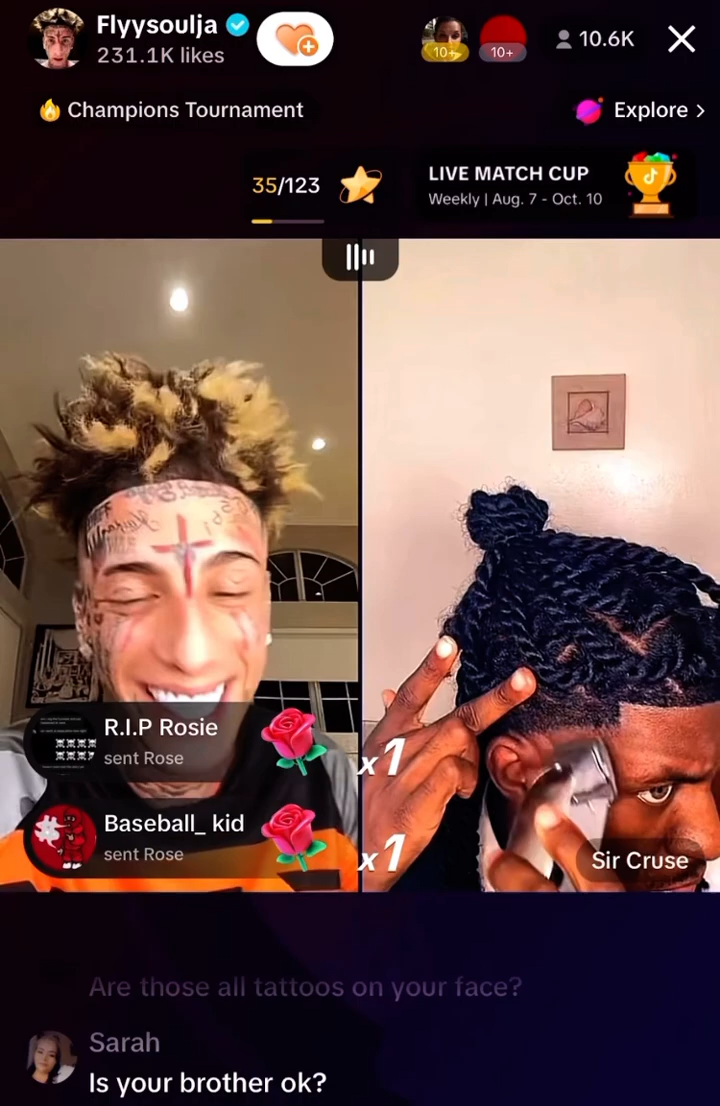 Flyysoulja
231.1K likes
10+
10+
10.6K
Champions Tournament
Explore >
35/123
LIVE MATCH CUP
Weekly | Aug. 7 - Oct. 10
R.I.P Rosie
sent Rose
x1
Baseball_ kid
sent Rose
x1
Sir Cruse
Are those all tattoos on your face?
Sarah
Is your brother ok?